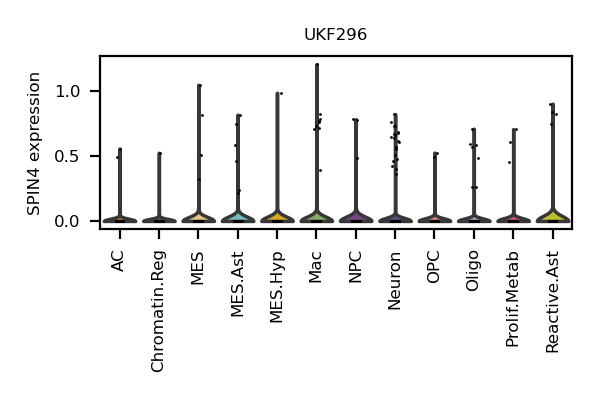 UKF296
SPIN4 expression
1.0
0.5
0.0
AC
Chromatin.Reg
MES
MES.Ast
MES.Hyp
Mac
NPC
Neuron
OPC
Oligo
Prolif.Metab
Reactive.Ast